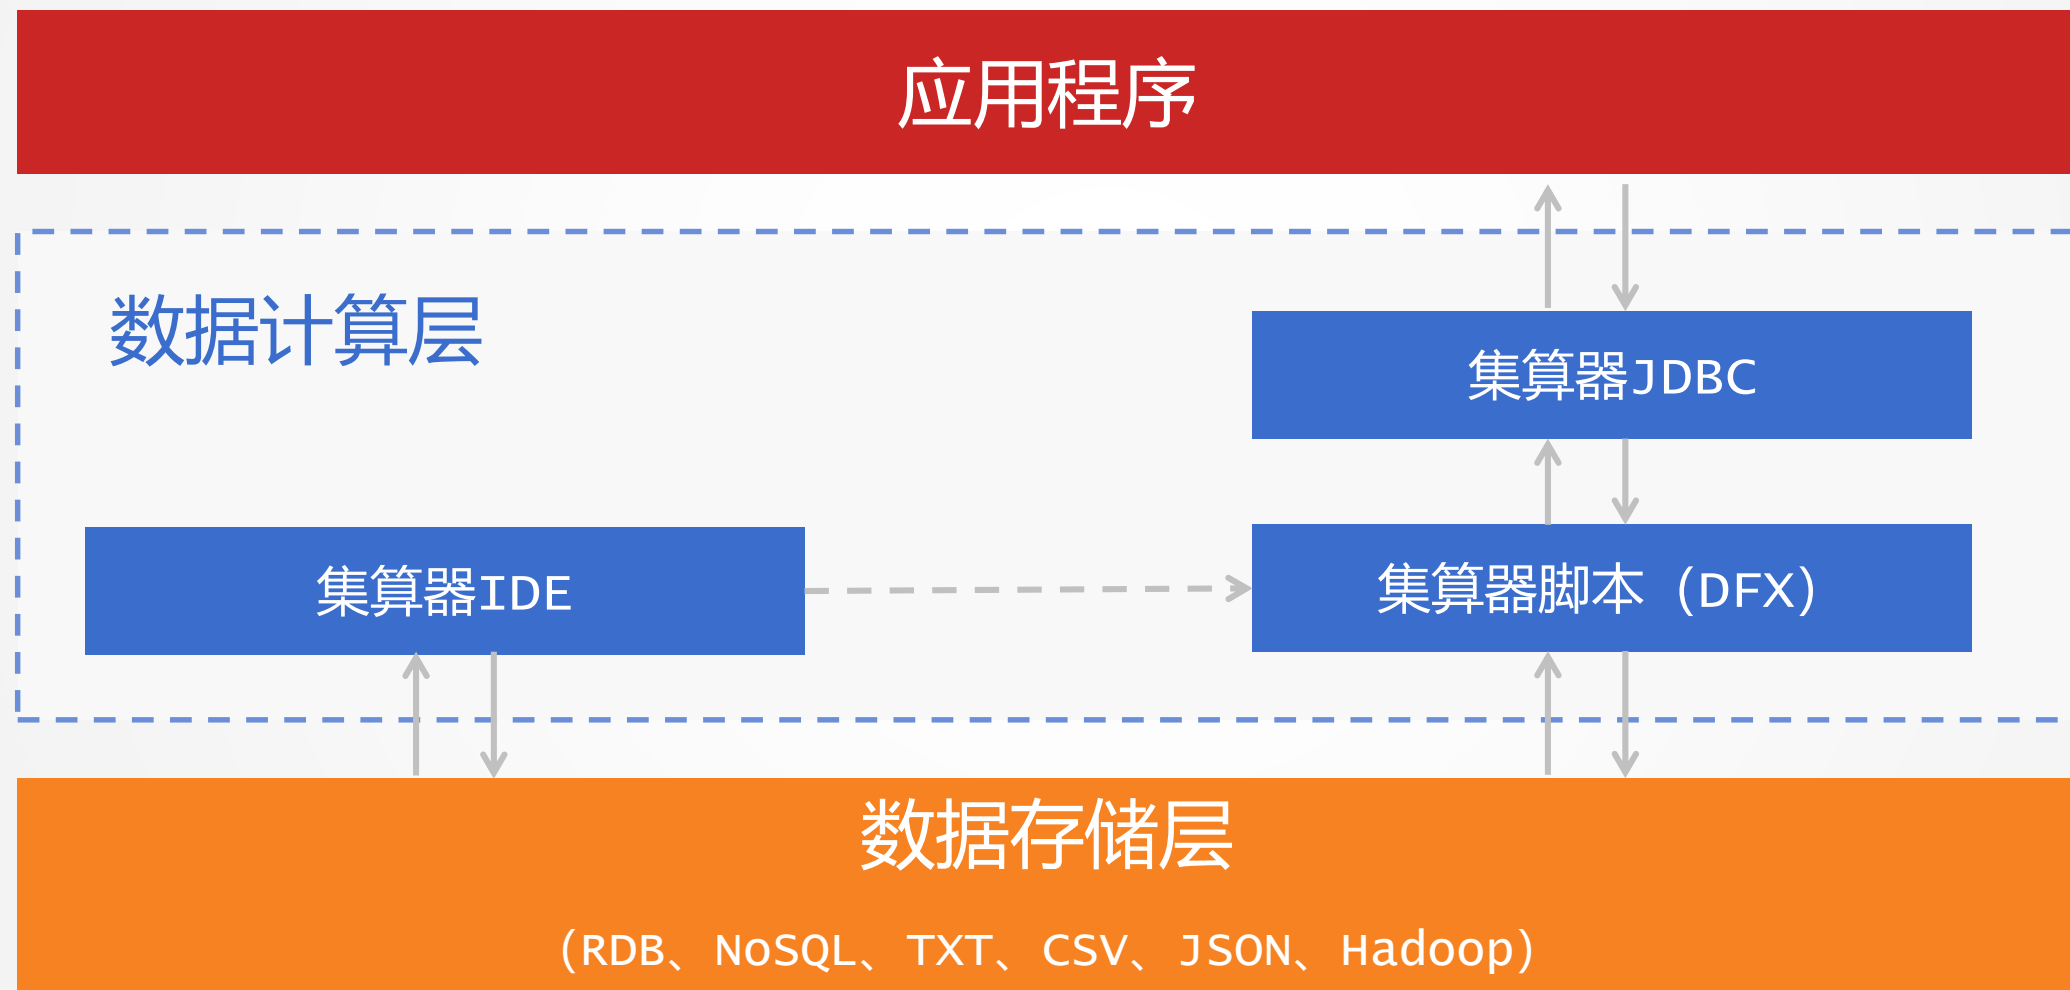 应用程序
数据计算层
集算器JDBC
集算器IDE
集算器脚本（DFX）
数据存储层
(RDB、NoSQL、TXT、CSV、JSON、Hadoop)